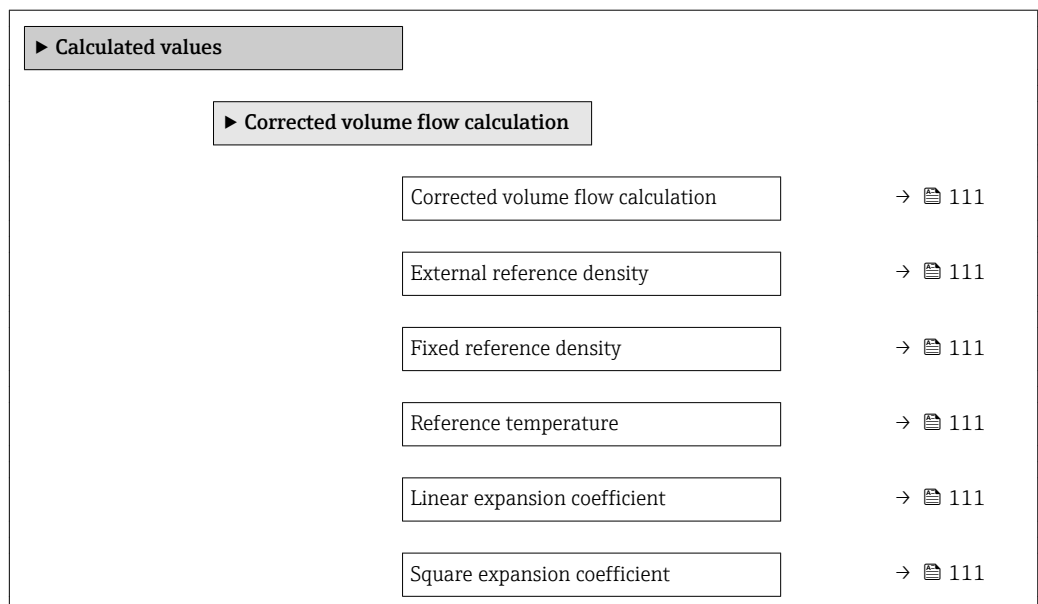 ▶ Calculated values
▶ Corrected volume flow calculation
Corrected volume flow calculation → 111
External reference density → 111
Fixed reference density → 111
Reference temperature → 111
Linear expansion coefficient → 111
Square expansion coefficient → 111